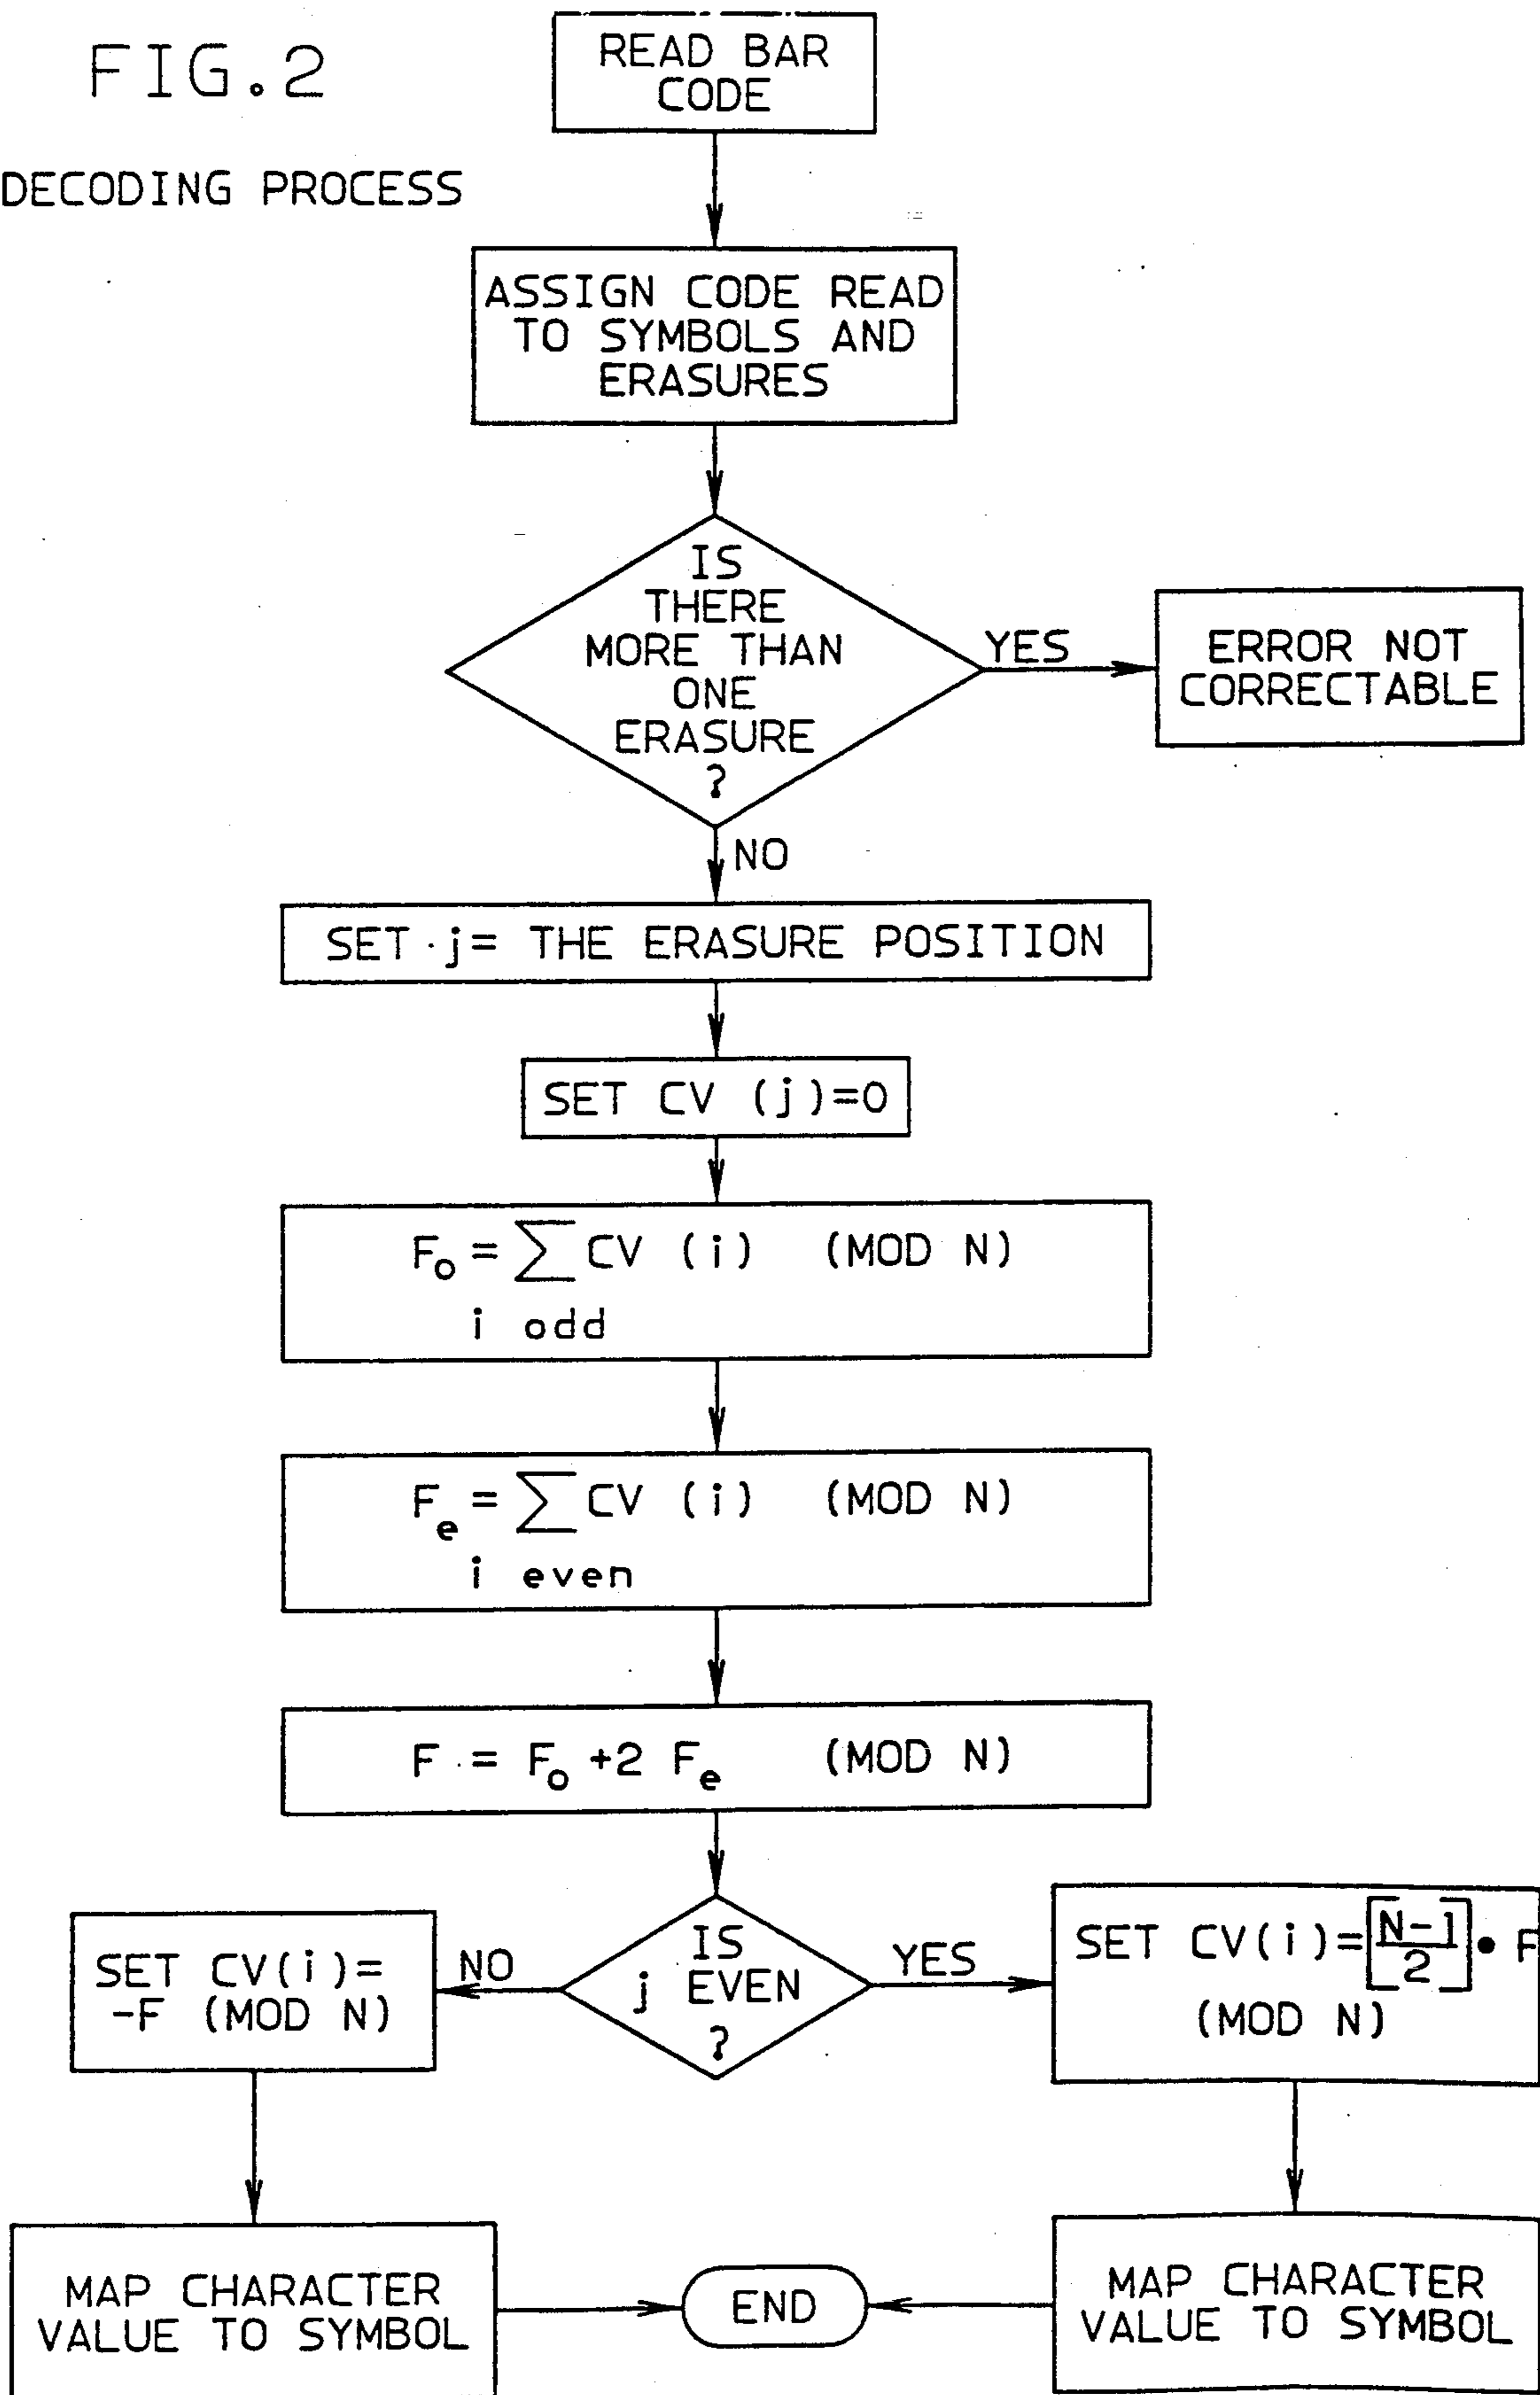 FIG.2
DECODING PROCESS
READ BAR
CODE
ASSIGN CODE READ
TO SYMBOLS AND
ERASURES
IS
THERE
MORE THAN
ONE
ERASURE
?
YES
ERROR NOT
CORRECTABLE
NO
SET j= THE ERASURE POSITION
SET CV (j)=0
Fo = ∑ CV (i) (MOD N)
i odd
Fe = ∑ CV (i) (MOD N)
i even
F = Fo +2 Fe (MOD N)
IS
j EVEN
?
NO
SET CV(i)=
-F (MOD N)
YES
SET CV(i)=[N-1/2]• F
(MOD N)
MAP CHARACTER
VALUE TO SYMBOL
END
MAP CHARACTER
VALUE TO SYMBOL